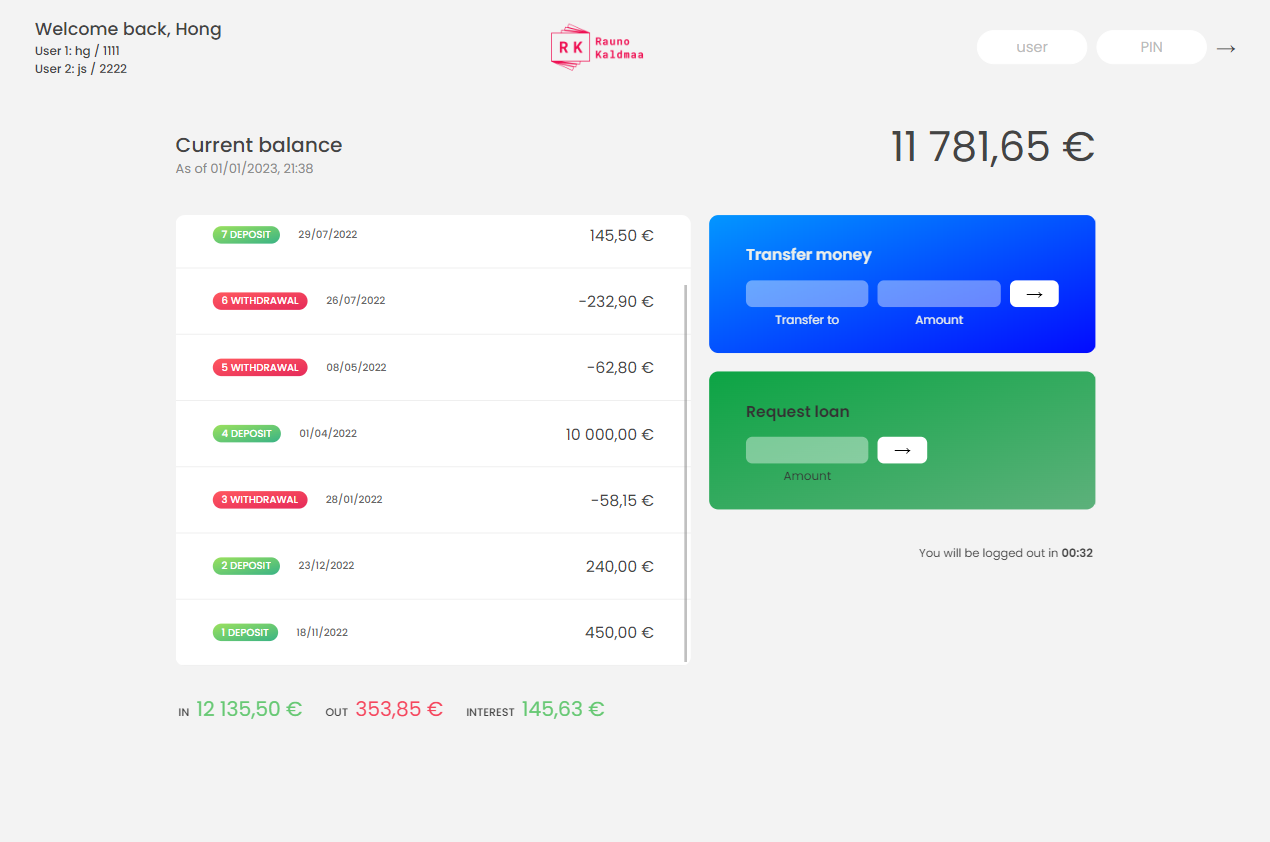 Welcome back, Hong
User 1: hg / 1111
User 2: js / 2222
R K
Rauno
Kaldmaa
user
PIN
→
Current balance
As of 01/01/2023, 21:38
11 781,65 €
7 DEPOSIT 29/07/2022 145,50 €
6 WITHDRAWAL 26/07/2022 -232,90 €
5 WITHDRAWAL 08/05/2022 -62,80 €
4 DEPOSIT 01/04/2022 10 000,00 €
3 WITHDRAWAL 28/01/2022 -58,15 €
2 DEPOSIT 23/12/2022 240,00 €
1 DEPOSIT 18/11/2022 450,00 €
Transfer money
→
Transfer to
Amount
Request loan
→
Amount
You will be logged out in 00:32
IN 12 135,50 € OUT 353,85 € INTEREST 145,63 €